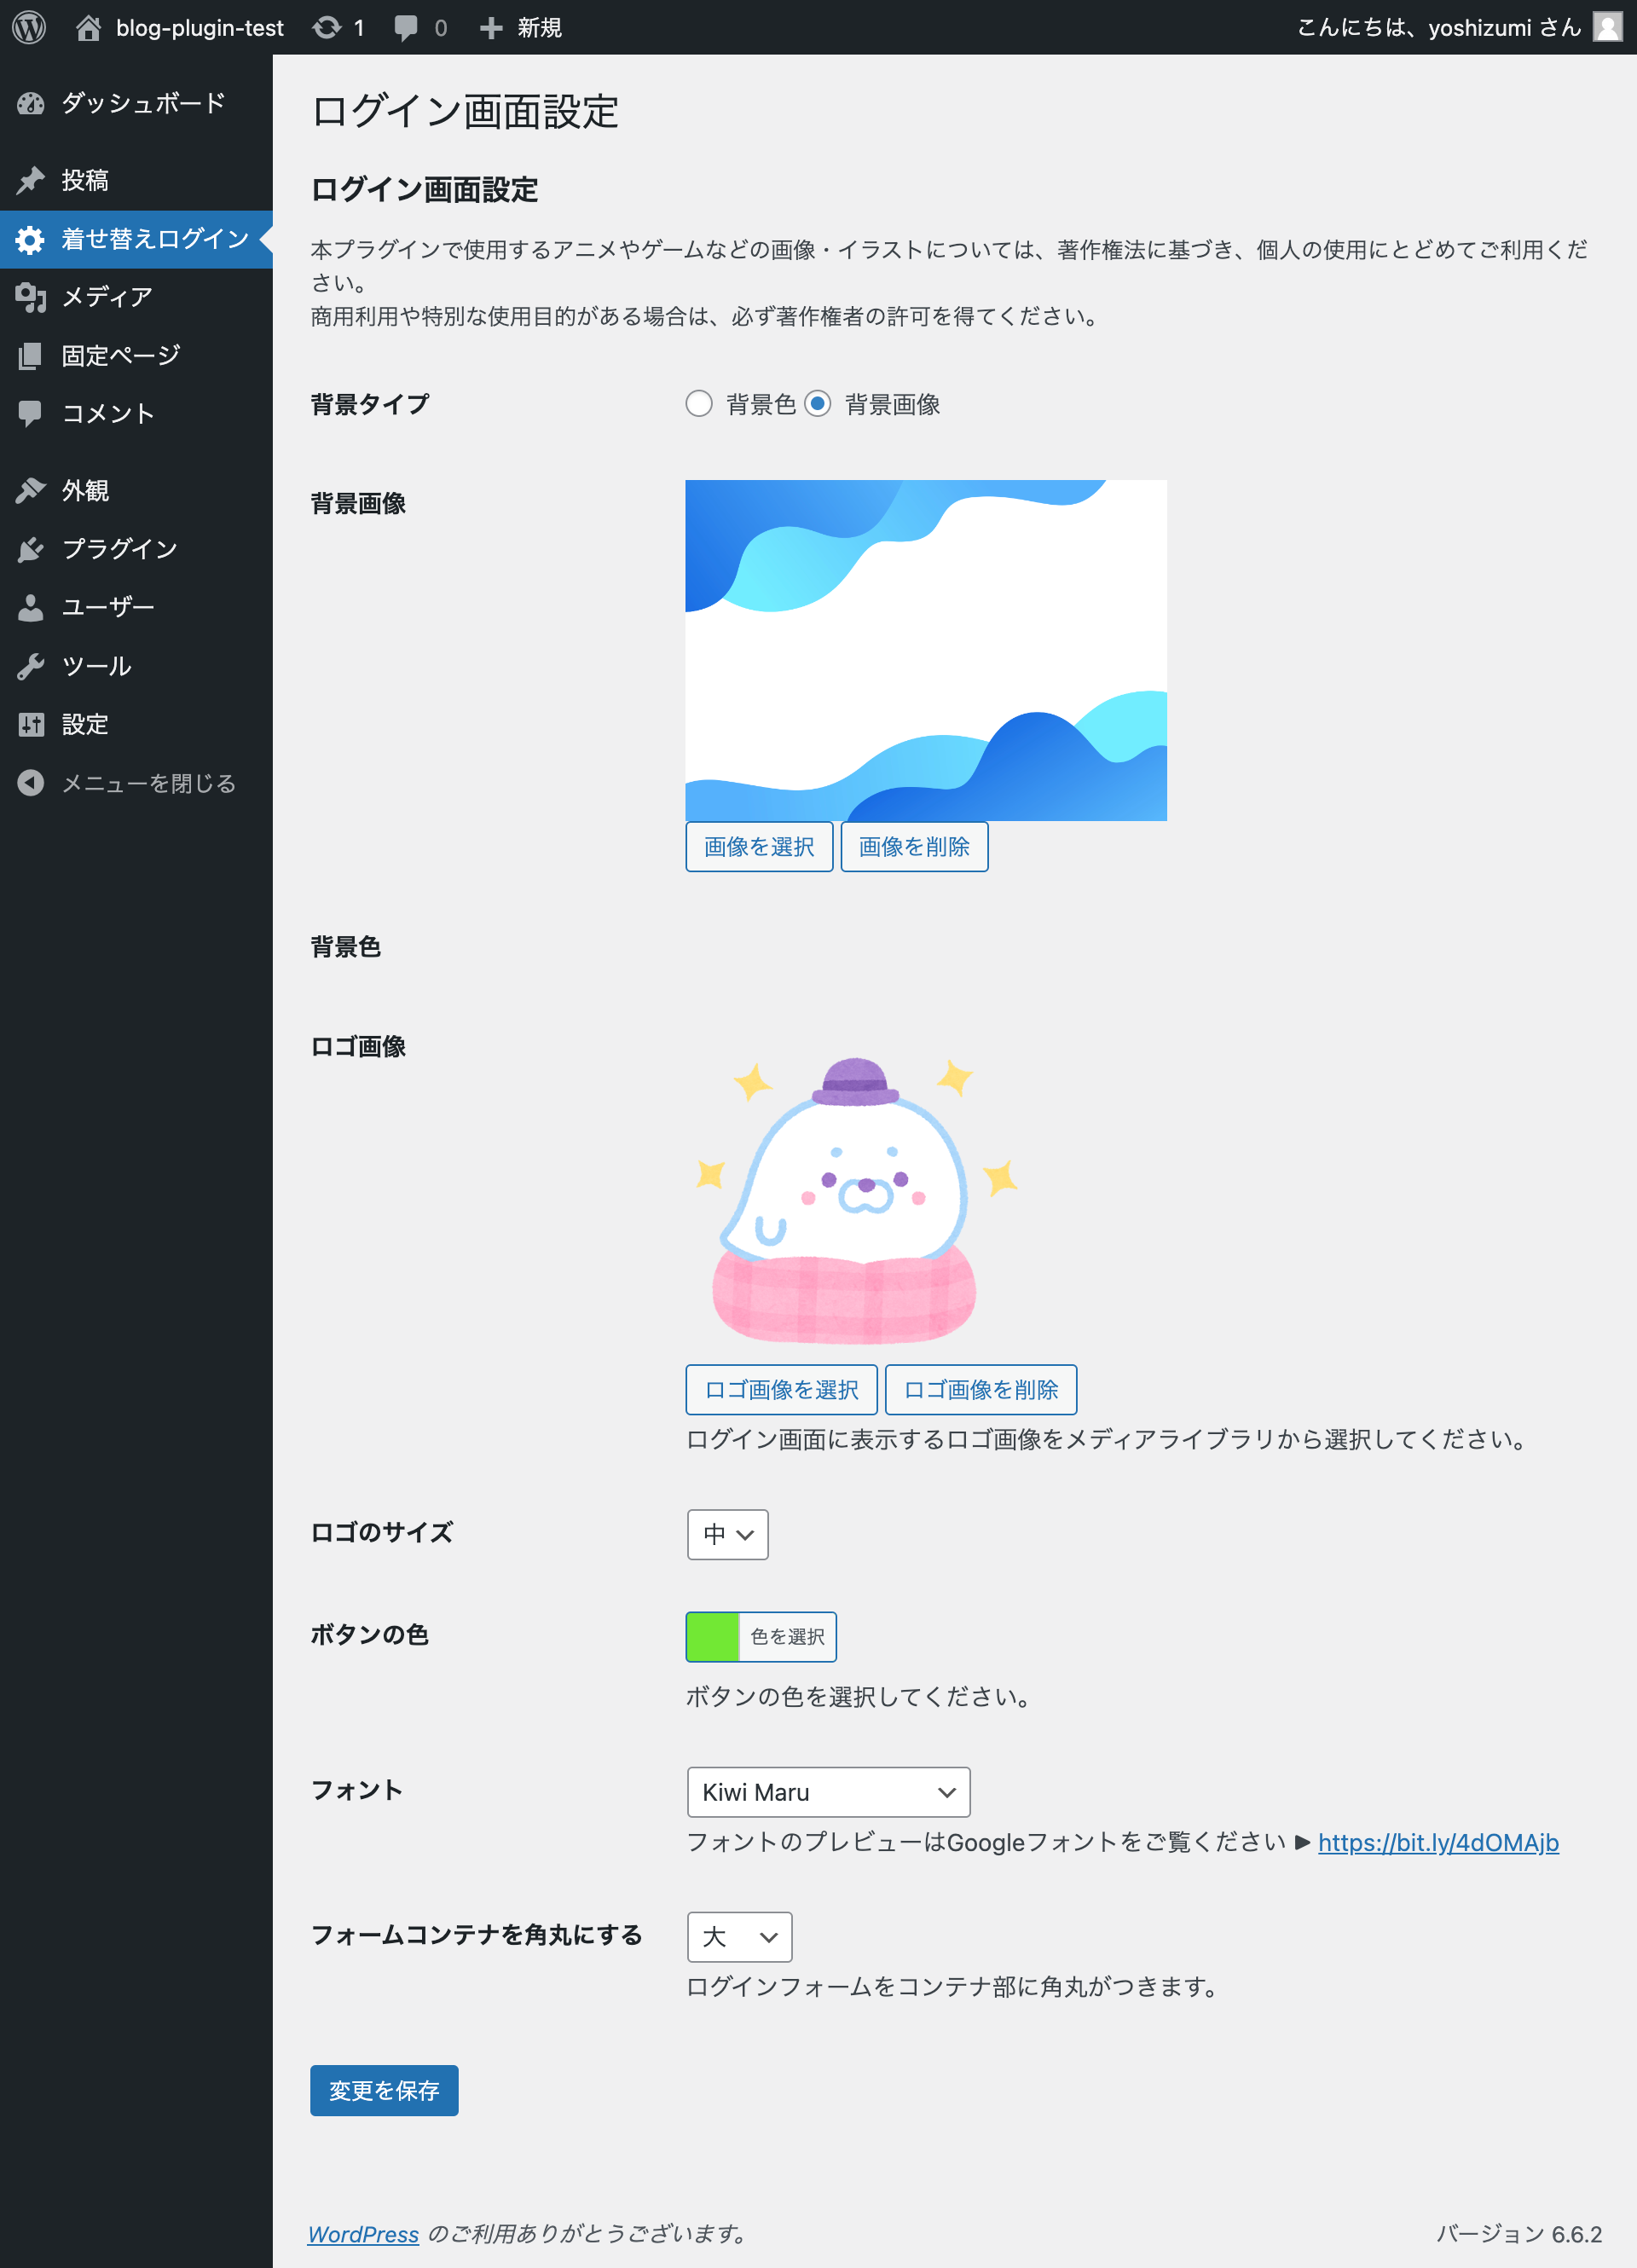 blog-plugin-test 1 0 新規 こんにちは、yoshizumi さん
ダッシュボード
投稿
着せ替えログイン
メディア
固定ページ
コメント
外観
プラグイン
ユーザー
ツール
設定
メニューを閉じる
ログイン画面設定
ログイン画面設定
本プラグインで使用するアニメやゲームなどの画像・イラストについては、著作権法に基づき、個人の使用にとどめてご利用くだ
さい。
商用利用や特別な使用目的がある場合は、必ず著作権者の許可を得てください。
背景タイプ 背景色 背景画像
背景画像
画像を選択 画像を削除
背景色
ロゴ画像
ロゴ画像を選択 ロゴ画像を削除
ログイン画面に表示するロゴ画像をメディアライブラリから選択してください。
ロゴのサイズ 中
ボタンの色 色を選択
ボタンの色を選択してください。
フォント Kiwi Maru
フォントのプレビューはGoogleフォントをご覧ください ▶ https://bit.ly/4dOMAjb
フォームコンテナを角丸にする 大
ログインフォームをコンテナ部に角丸がつきます。
変更を保存
WordPress のご利用ありがとうございます。 バージョン 6.6.2